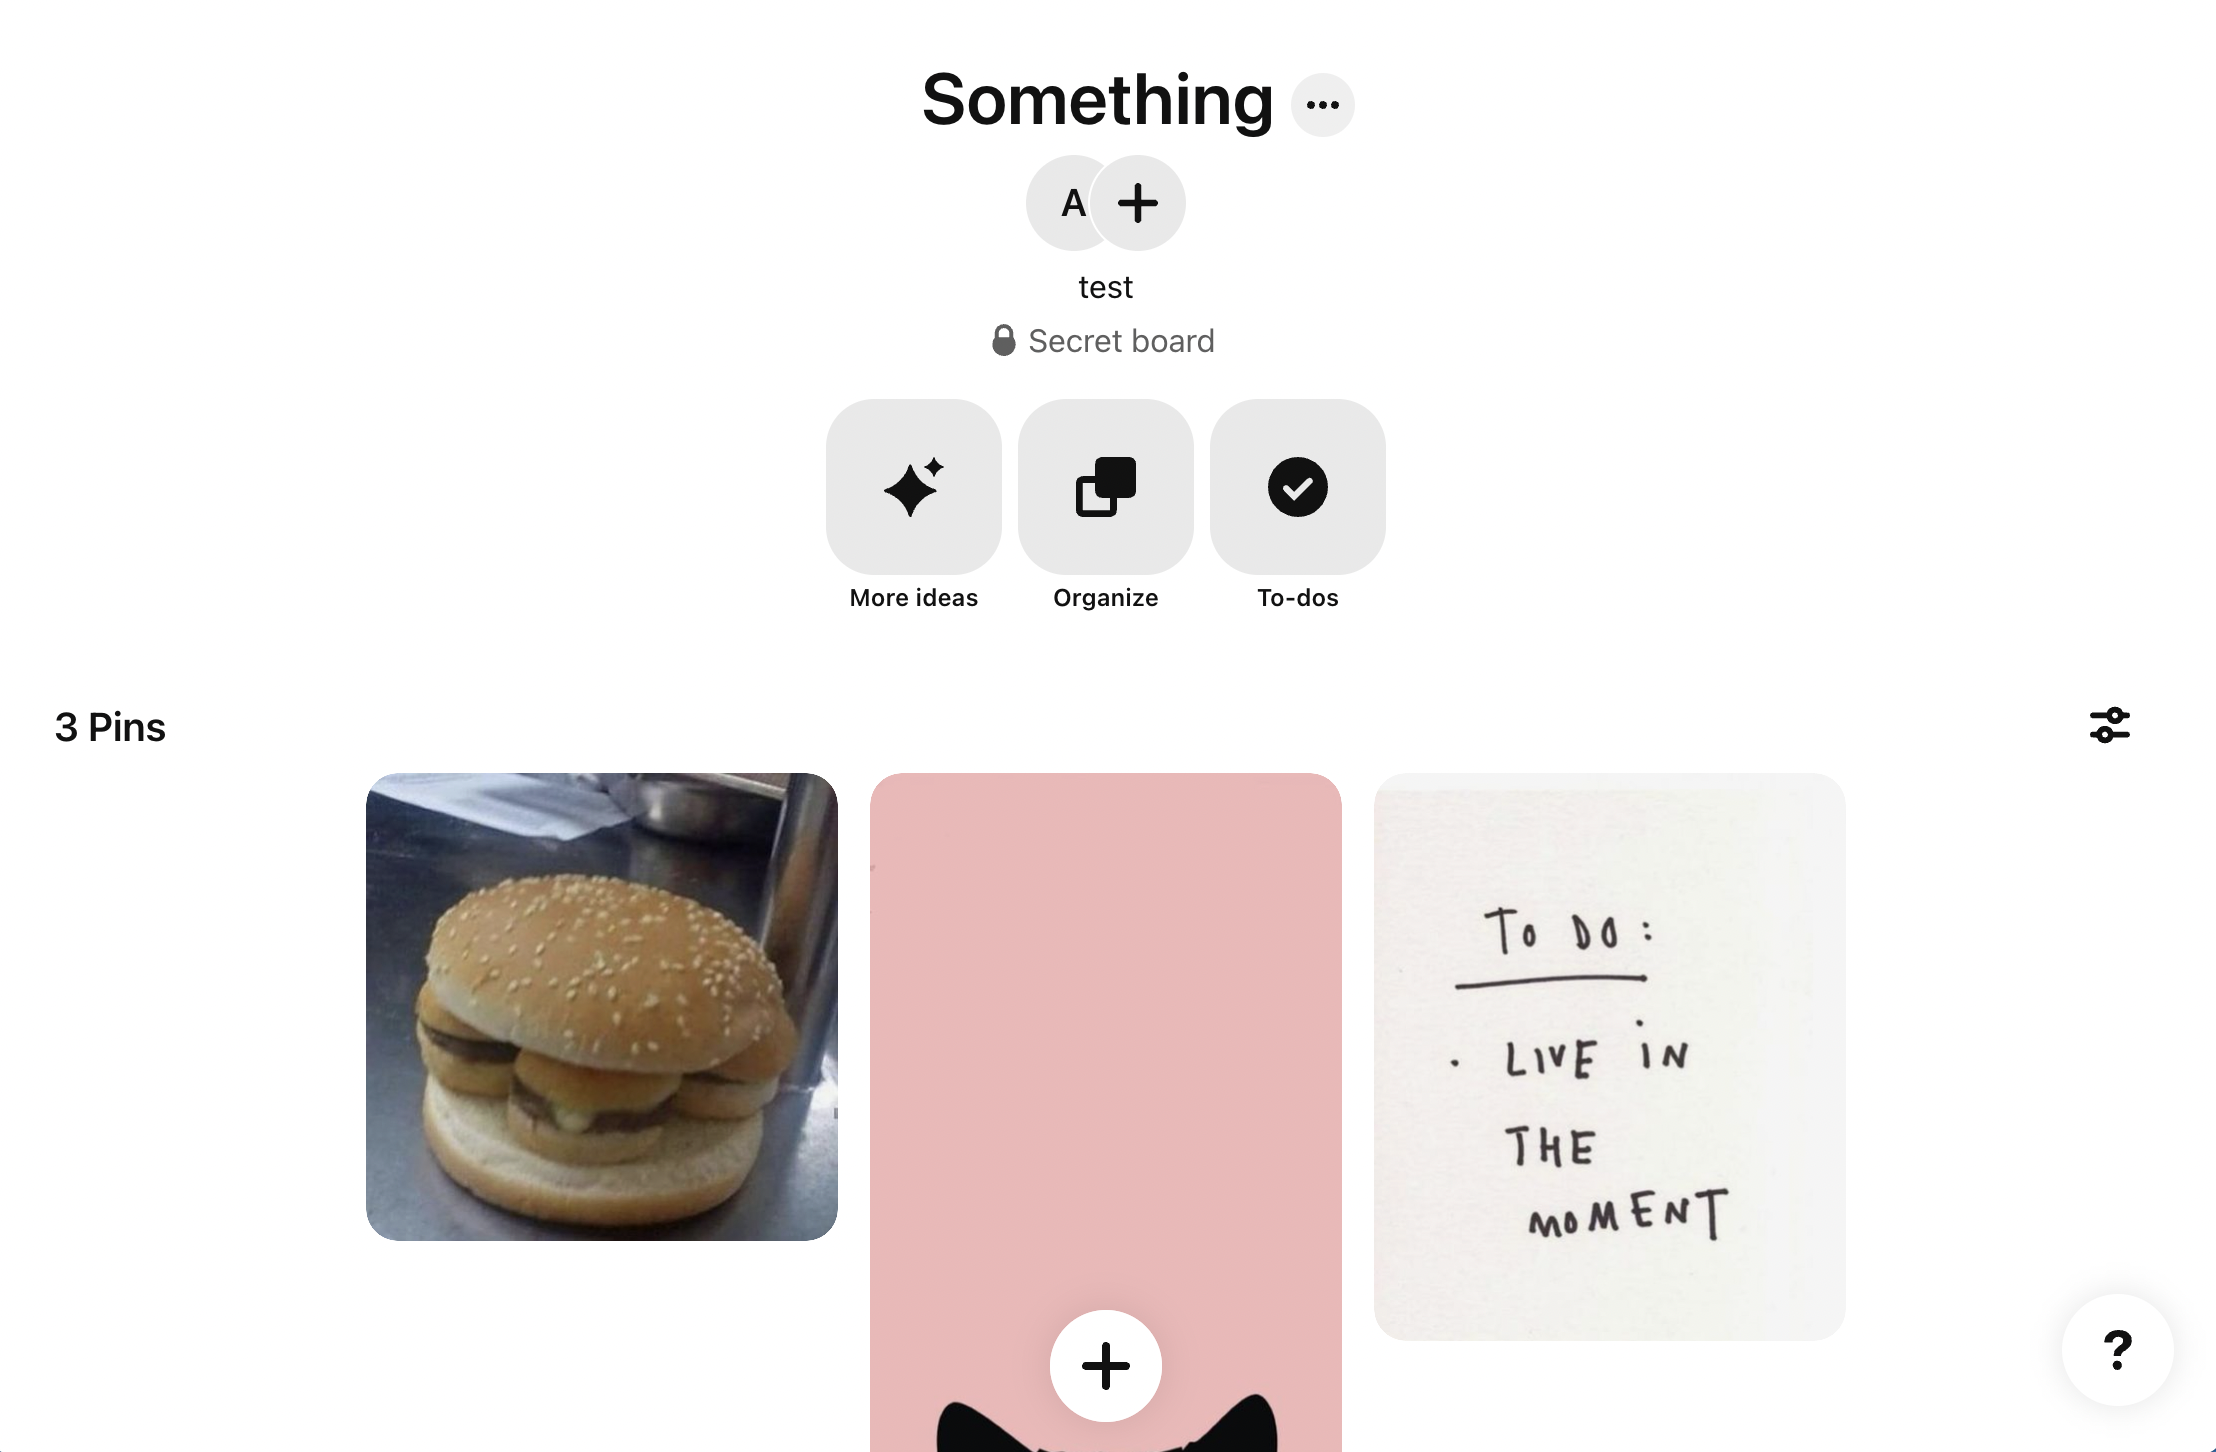 Something
A
test
Secret board
More ideas
Organize
To-dos
3 Pins
To DO:
· LIVE iN
THE
moMENT
?